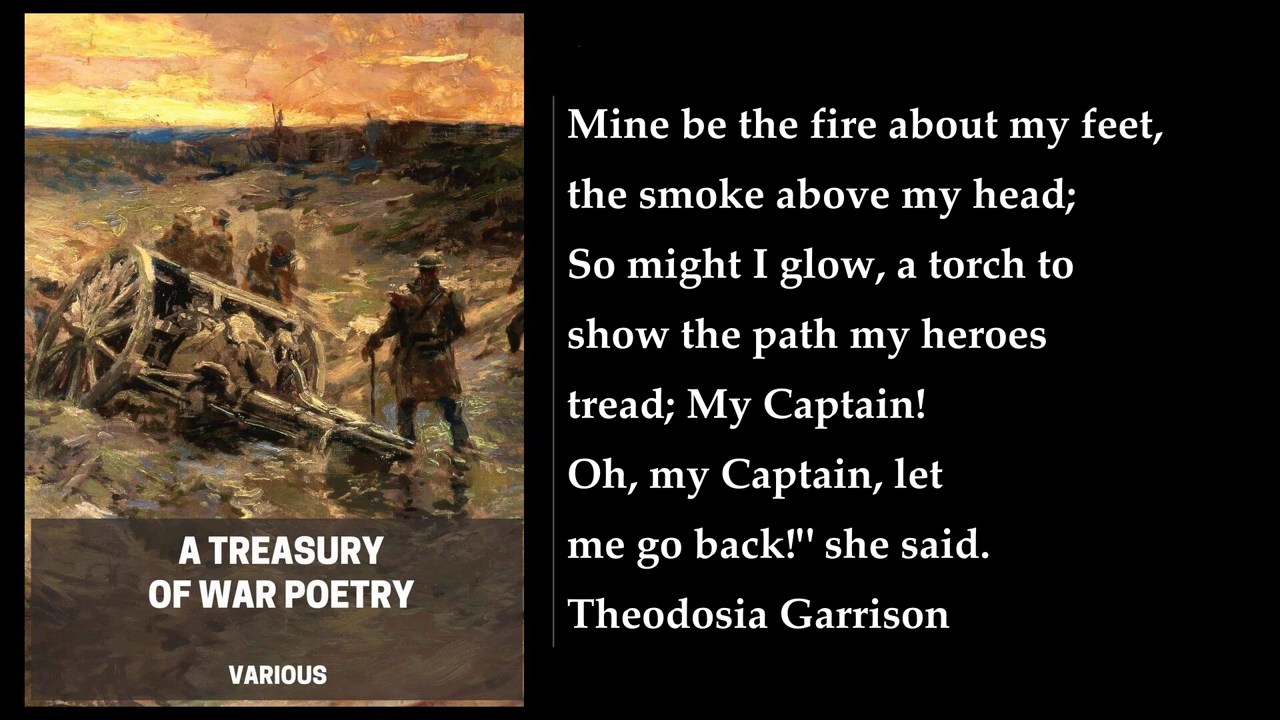 A TREASURY
OF WAR POETRY
VARIOUS
Mine be the fire about my feet,
the smoke above my head;
So might I glow, a torch to
show the path my heroes
tread; My Captain!
Oh, my Captain, let
me go back!" she said.
Theodosia Garrison